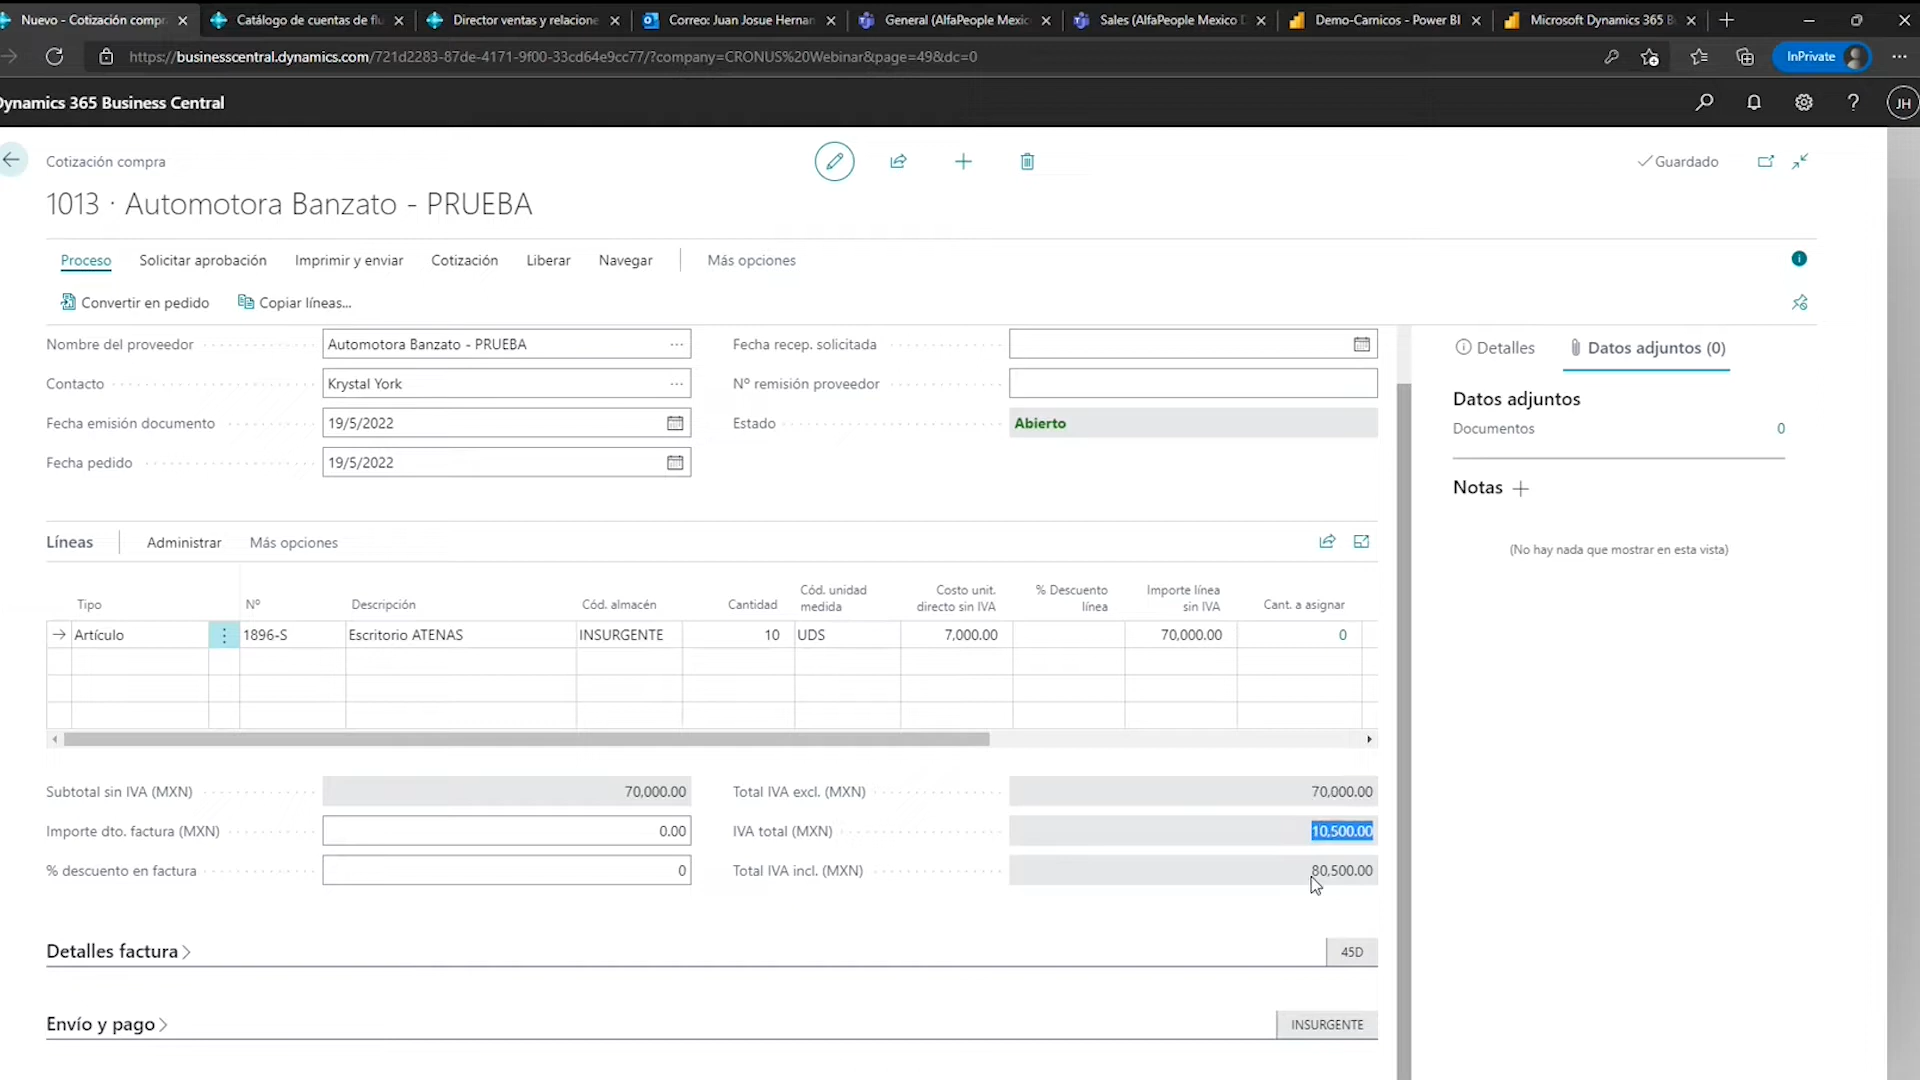 Nuevo - Cotización compr
Catálogo de cuentas de flu
Director ventas y relacione
Correo: Juan Josue Hernan
General (AlfaPeople Mexic
Sales (AlfaPeople Mexico D
Demo-Carnicos - Power BI
Microsoft Dynamics 365 B
https://businesscentral.dynamics.com/721d2283-87de-4171-9f00-33cd64e9cc77/?company=CRONUS%20Webinar&page=49&dc=0
InPrivate
Dynamics 365 Business Central
JH
Cotización compra
Guardado
1013 · Automotora Banzato - PRUEBA
Proceso Solicitar aprobación Imprimir y enviar Cotización Liberar Navegar Más opciones
Convertir en pedido Copiar líneas...
Nombre del proveedor Automotora Banzato - PRUEBA Fecha recep. solicitada
Contacto Krystal York Nº remisión proveedor
Fecha emisión documento 19/5/2022 Estado Abierto
Fecha pedido 19/5/2022
Detalles Datos adjuntos (0)
Datos adjuntos
Documentos 0
Notas
(No hay nada que mostrar en esta vista)
Líneas Administrar Más opciones
Tipo
Nº
Descripción
Cód. almacén
Cantidad
Cód. unidad
medida
Costo unit.
directo sin IVA
% Descuento
línea
Importe línea
sin IVA
Cant. a asignar
Artículo 1896-S Escritorio ATENAS INSURGENTE 10 UDS 7,000.00 70,000.00 0
Subtotal sin IVA (MXN) 70,000.00 Total IVA excl. (MXN) 70,000.00
Importe dto. factura (MXN) 0.00 IVA total (MXN) 10,500.00
% descuento en factura 0 Total IVA incl. (MXN) 80,500.00
Detalles factura 45D
Envío y pago INSURGENTE